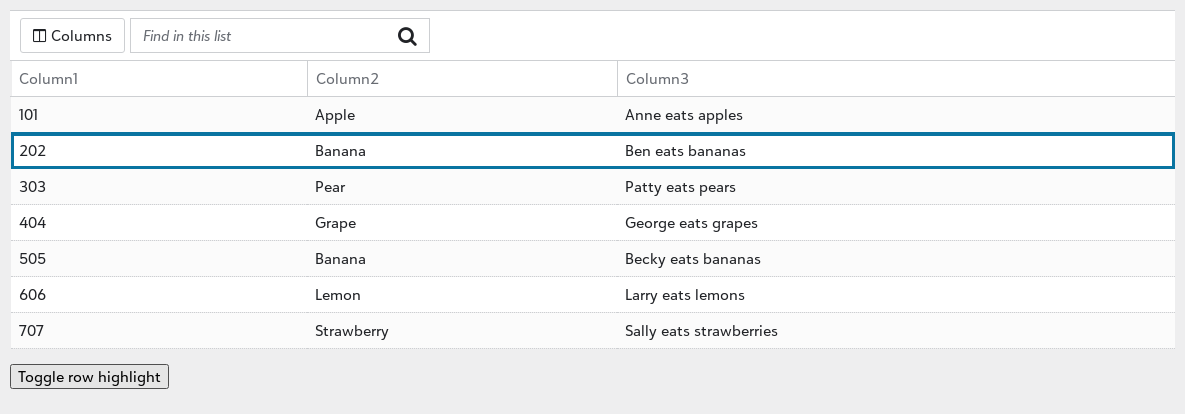 Columns Find in this list
Column1 Column2 Column3
101 Apple Anne eats apples
202 Banana Ben eats bananas
303 Pear Patty eats pears
404 Grape George eats grapes
505 Banana Becky eats bananas
606 Lemon Larry eats lemons
707 Strawberry Sally eats strawberries
Toggle row highlight